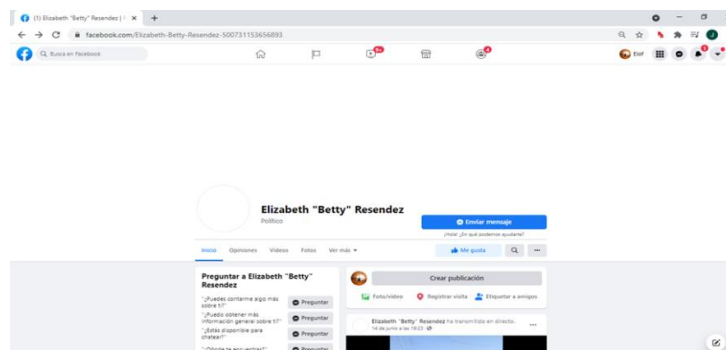 (1) Elizabeth "Betty" Resendez |
facebook.com/Elizabeth-Betty-Resendez-500731153656893
Busca en Facebook
Elizabeth "Betty" Resendez
Político
Enviar mensaje
¡Hola! ¿En qué podemos ayudarte?
Inicio Opiniones Videos Fotos Ver más
Me gusta
Preguntar a Elizabeth "Betty"
Resendez
"¿Puedes contarme algo más
sobre ti?"
Preguntar
"¿Puedo obtener más
información general sobre ti?"
Preguntar
"¿Estás disponible para
chatear?"
Preguntar
"¿Dónde te encuentras?"
Preguntar
Crear publicación
Foto/video Registrar visita Etiquetar a amigos
Elizabeth "Betty" Resendez ha transmitido en directo.
14 de junio a las 19:23